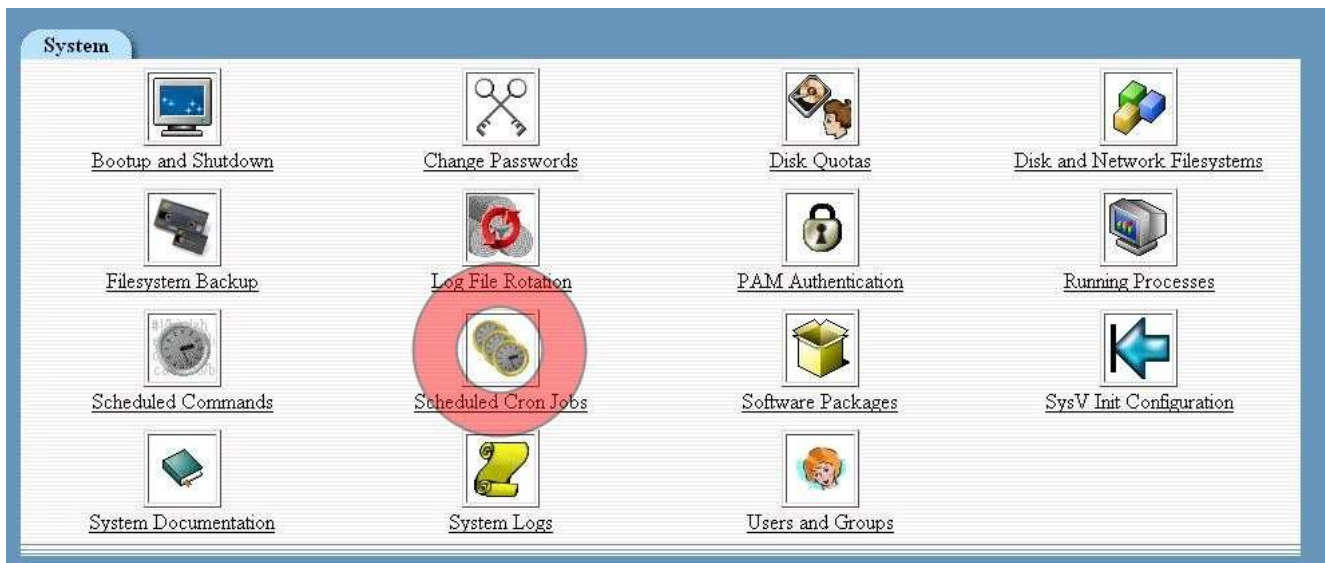 System
Bootup and Shutdown
Change Passwords
Disk Quotas
Disk and Network Filesystems
Filesystem Backup
Log File Rotation
PAM Authentication
Running Processes
Scheduled Commands
Scheduled Cron Jobs
Software Packages
SysV Init Configuration
System Documentation
System Logs
Users and Groups